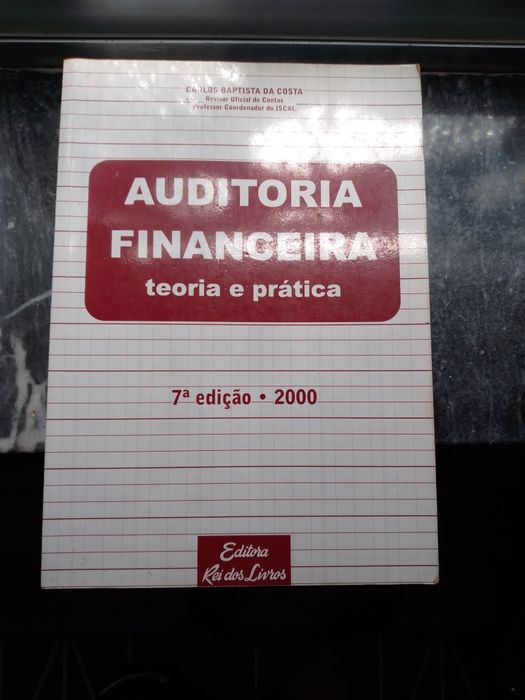 CARLOS BAPTISTA DA COSTA
Revisor Oficial de Contas
Professor Coordenador do ISCAL
AUDITORIA
FINANCEIRA
teoria e prática
7ª edição • 2000
Editora
Rei dos Livros